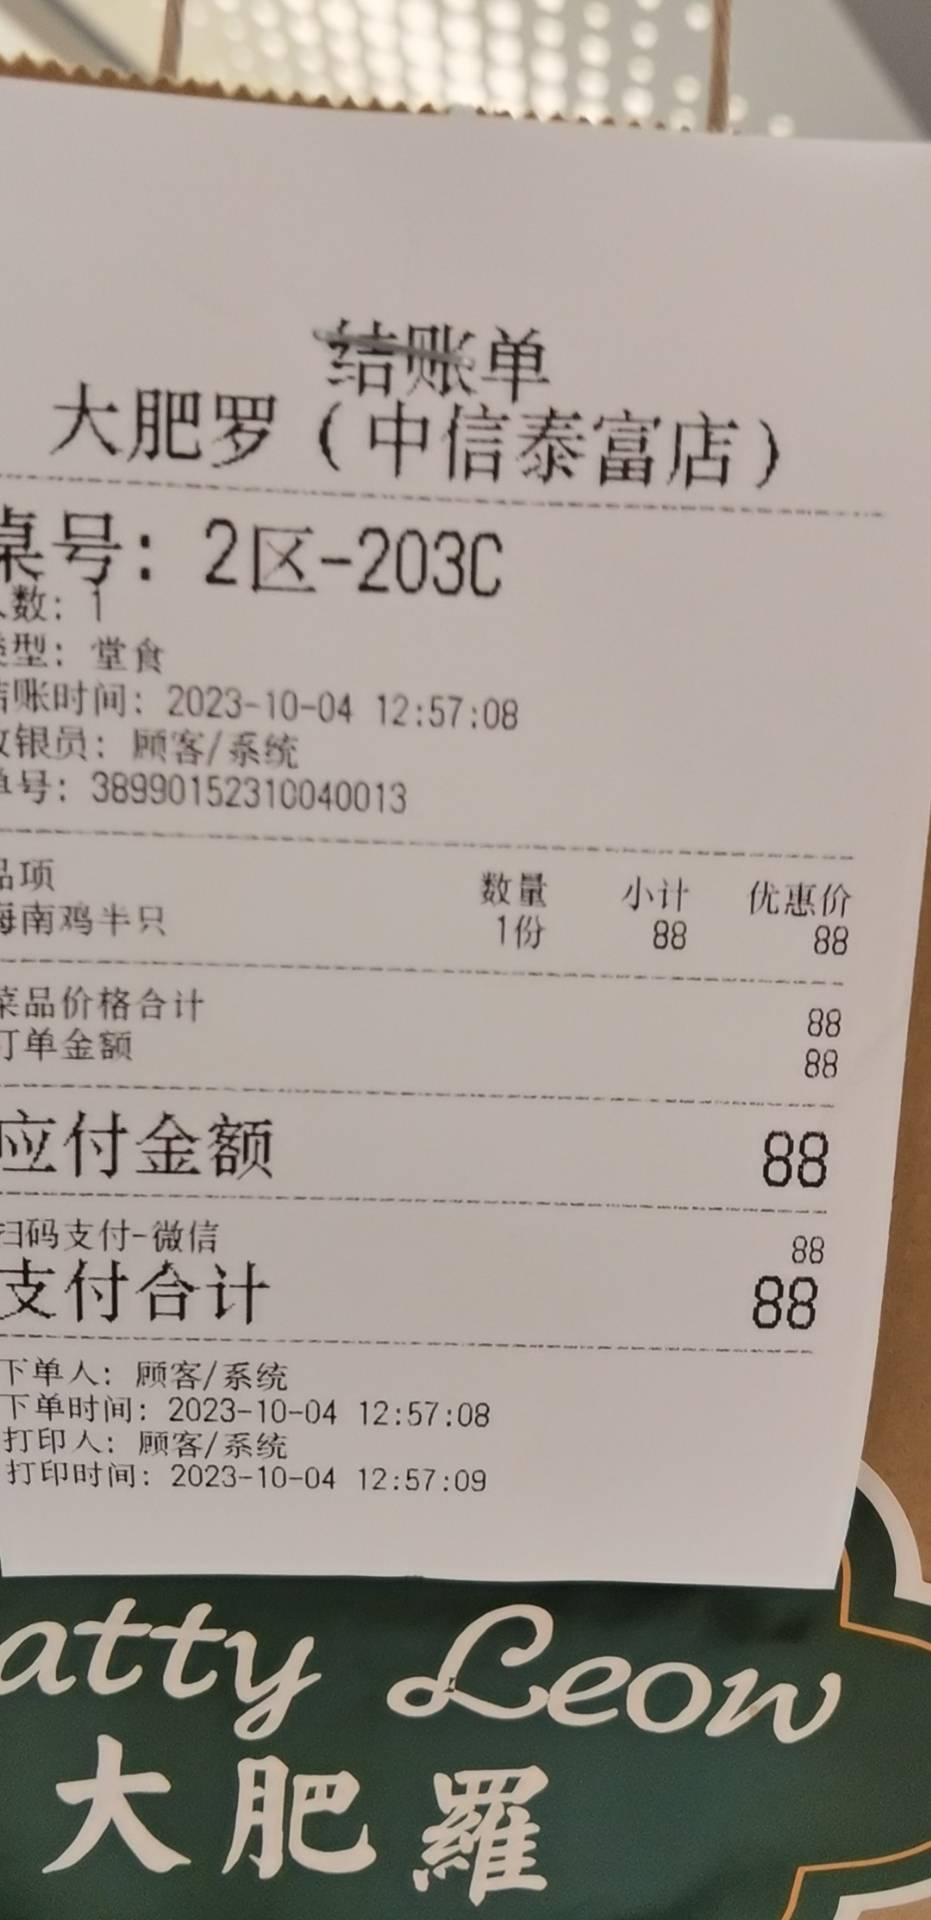 结账单
大肥罗（中信泰富店）
桌号：2区-203C
人数：1
类型：堂食
结账时间：2023-10-04 12:57:08
收银员：顾客/系统
单号：38990152310040013
品项 数量 小计 优惠价
海南鸡半只 1份 88 88
菜品价格合计 88
订单金额 88
应付金额 88
扫码支付-微信 88
支付合计 88
下单人：顾客/系统
下单时间：2023-10-04 12:57:08
打印人：顾客/系统
打印时间：2023-10-04 12:57:09
atty Leow
大肥羅